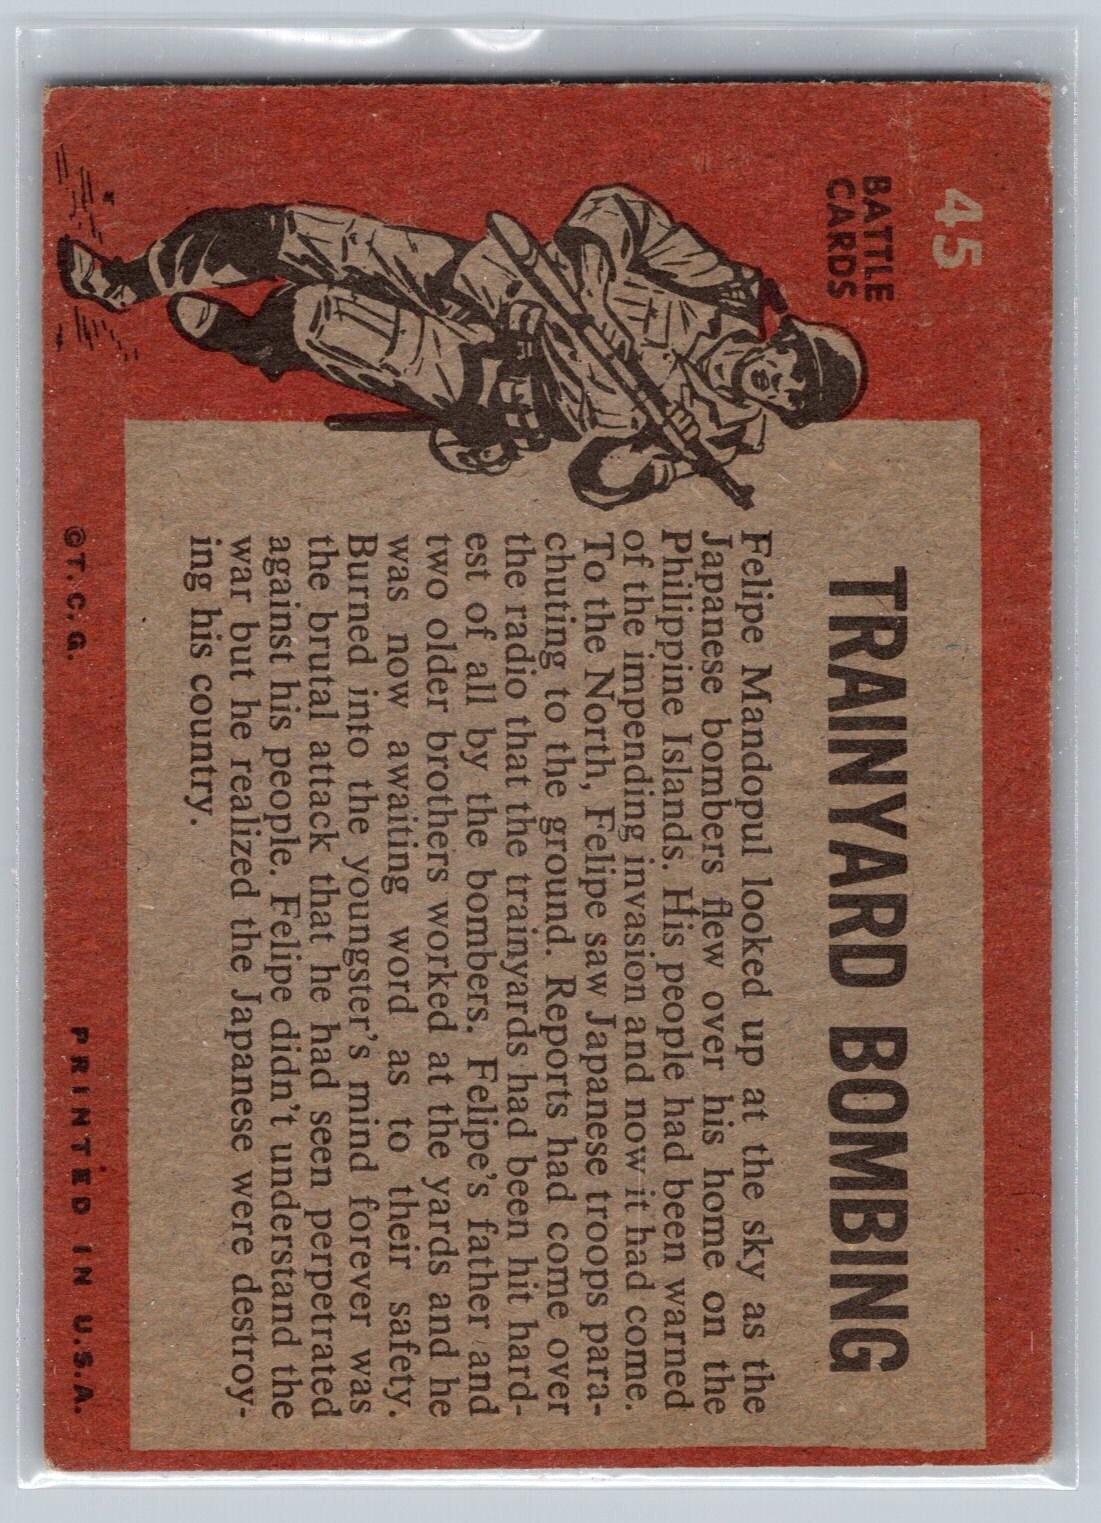 45
BATTLE
CARDS
TRAINYARD BOMBING
Felipe Mandopul looked up at the sky as the
Japanese bombers flew over his home on the
Philippine Islands. His people had been warned
of the impending invasion and now it had come.
To the North, Felipe saw Japanese troops para-
chuting to the ground. Reports had come over
the radio that the trainyards had been hit hard-
est of all by the bombers. Felipe's father and
two older brothers worked at the yards and he
was now awaiting word as to their safety.
Burned into the youngster's mind forever was
the brutal attack that he had seen perpetrated
against his people. Felipe didn't understand the
war but he realized the Japanese were destroy-
ing his country.
©T.C.G.
PRINTED IN U.S.A.